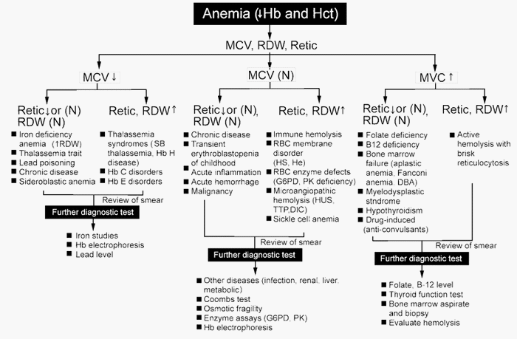 Anemia (↓Hb and Hct)
MCV, RDW, Retic
MCV↓
MCV (N)
MVC↑
Retic↓or (N)
RDW (N)
■ Iron deficiency
anemia (1RDW)
■ Thalassemia trait
■ Lead poisoning
■ Chronic disease
■ Sideroblastic anemia
Retic, RDW↑
■ Thalassemia
syndromes (SB
thalassemia, Hb H
disease)
■ Hb C disorders
■ Hb E disorders
Review of smear
Further diagnostic test
■ Iron studies
■ Hb electrophoresis
■ Lead level
Retic↓or (N),
RDW (N)
■ Chronic disease
■ Transient
erythroblastopenia
of childhood
■ Acute inflammation
■ Acute hemorrhage
■ Malignancy
Retic, RDW↑
■ Immune hemolysis
■ RBC membrane
disorder
(HS, He)
■ RBC enzyme defects
(G6PD, PK deficiency)
■ Microangiopathic
hemolysis (HUS,
TTP,DIC)
■ Sickle cell anemia
Review of smear
Further diagnostic test
■ Other diseases (infection, renal, liver,
metabolic)
■ Coombs test
■ Osmotic fragility
■ Enzyme assays (G6PD, PK)
■ Hb electrophoresis
Retic↓or (N),
RDW (N)
■ Folate deficiency
■ B12 deficiency
■ Bone marrow
failure (aplastic
anemia, Fanconi
anemia DBA)
■ Myelodysplastic
stndrome
■ Hypothyroidism
■ Drug-induced
(anti-convulsants)
Retic, RDW↑
■ Active
hemolysis with
brisk
reticulocytosis
Review of smear
Further diagnostic test
■ Folate, B-12 level
■ Thyroid function test
■ Bone marrow aspirate
and biopsy
■ Evaluate hemolysis